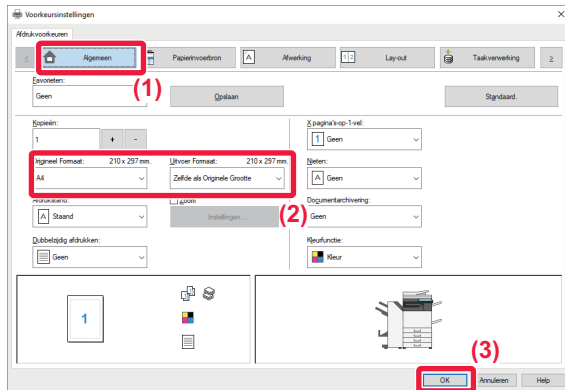 Voorkeursinstellingen
Afdrukvoorkeuren
Algemeen
Papierinvoerbron
Afwerking
Lay-out
Taakverwerking
(1)
Favorieten:
Geen
Opslaan
Standaard.
Kopieën:
1
+ -
X pagina's-op-1-vel:
1 Geen
Origineel Formaat: 210 x 297 mm.
Uitvoer Formaat: 210 x 297 mm.
A4
Zelfde als Originele Grootte
Nieten:
A Geen
(2)
Afdrukstand:
Zoom
A Staand
Instellingen...
Documentarchivering:
Geen
Dubbelzijdig afdrukken:
Geen
Kleurfunctie:
Kleur
1
(3)
OK
Annuleren
Help